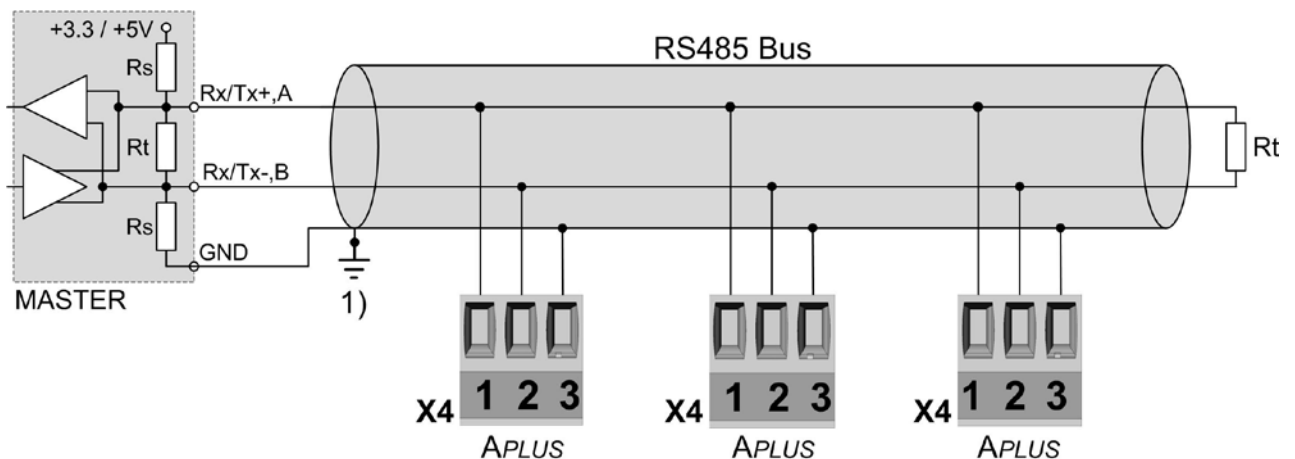 +3.3 / +5V
RS485 Bus
Rs
Rx/Tx+,A
Rt
Rt
Rx/Tx-,B
Rs
GND
MASTER
1)
X4 1 2 3
X4 1 2 3
X4 1 2 3
APLUS
APLUS
APLUS